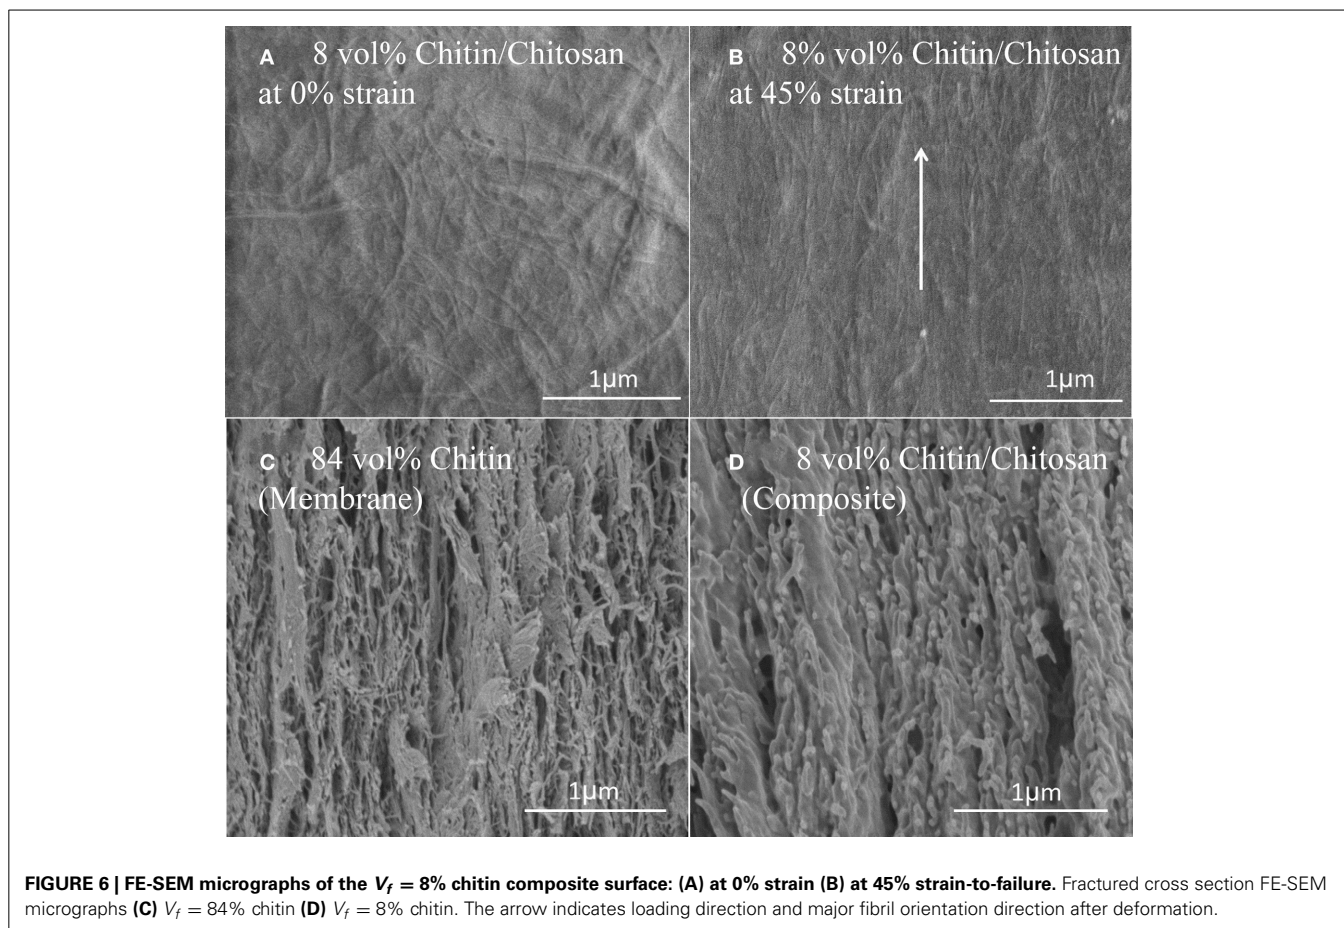 A 8 vol% Chitin/Chitosan
at 0% strain
B 8% vol% Chitin/Chitosan
at 45% strain
1μm
1μm
C 84 vol% Chitin
(Membrane)
D 8 vol% Chitin/Chitosan
(Composite)
1μm
1μm
FIGURE 6 | FE-SEM micrographs of the Vf = 8% chitin composite surface: (A) at 0% strain (B) at 45% strain-to-failure. Fractured cross section FE-SEM
micrographs (C) Vf = 84% chitin (D) Vf = 8% chitin. The arrow indicates loading direction and major fibril orientation direction after deformation.